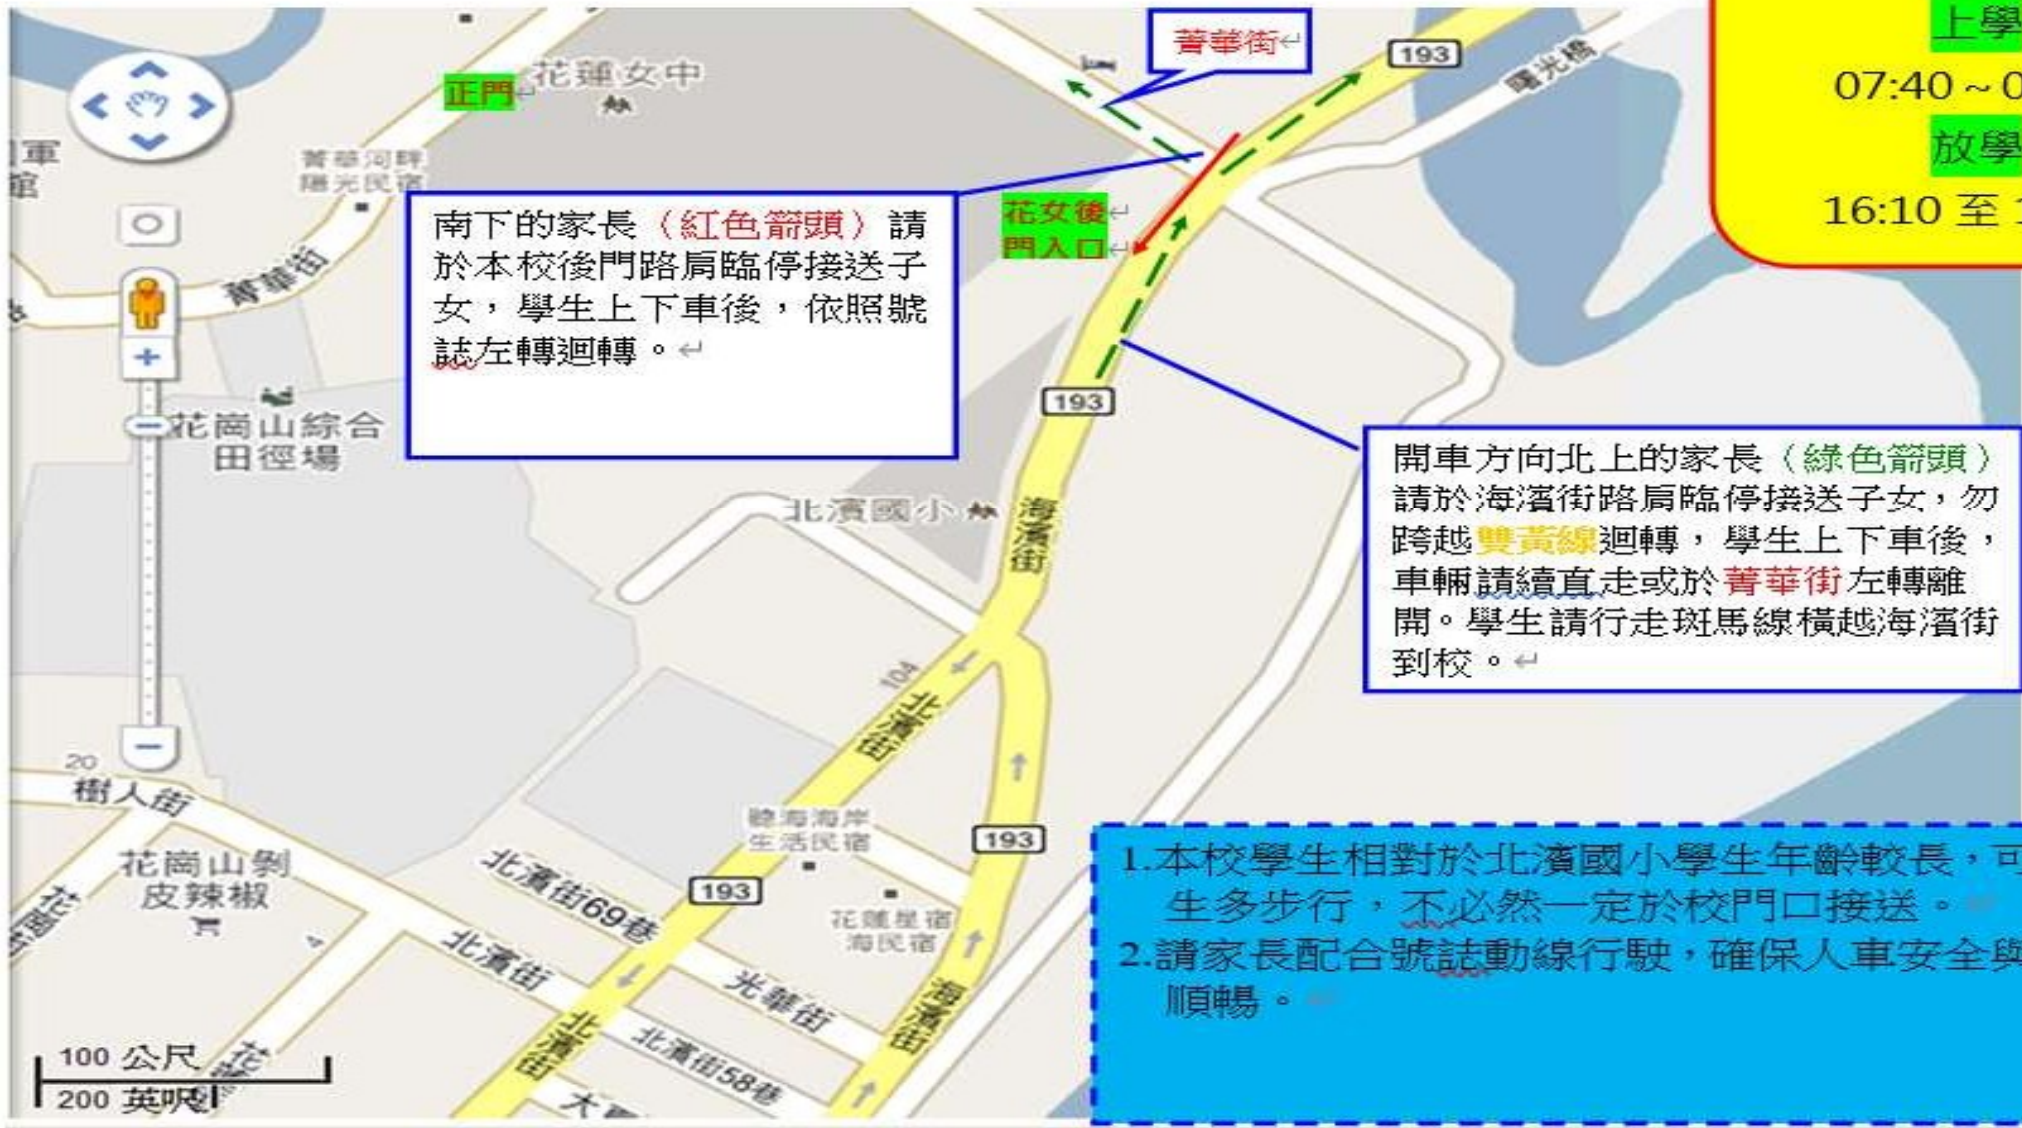 菁華街
193
曙光橋
上學
07:40 ~ 0
放學
16:10 至 1
正門
花蓮女中
菁華河畔
陽光民宿
菁華街
花女後
門入口
南下的家長（紅色箭頭）請
於本校後門路肩臨停接送子
女，學生上下車後，依照號
誌左轉迴轉。
193
花崗山綜合
田徑場
北濱國小
海濱街
開車方向北上的家長（綠色箭頭）
請於海濱街路肩臨停接送子女，勿
跨越雙黃線迴轉，學生上下車後，
車輛請續直走或於菁華街左轉離
開。學生請行走斑馬線橫越海濱街
到校。
104
北濱街
20
樹人街
花崗山剝
皮辣椒
花崗街
聽海海岸
生活民宿
193
193
花蓮星宿
海民宿
北濱街69巷
北濱街
光華街
海濱街
北濱街
北濱街58巷
1.本校學生相對於北濱國小學生年齡較長，可
生多步行，不必然一定於校門口接送。
2.請家長配合號誌動線行駛，確保人車安全與
順暢。
100 公尺
200 英呎